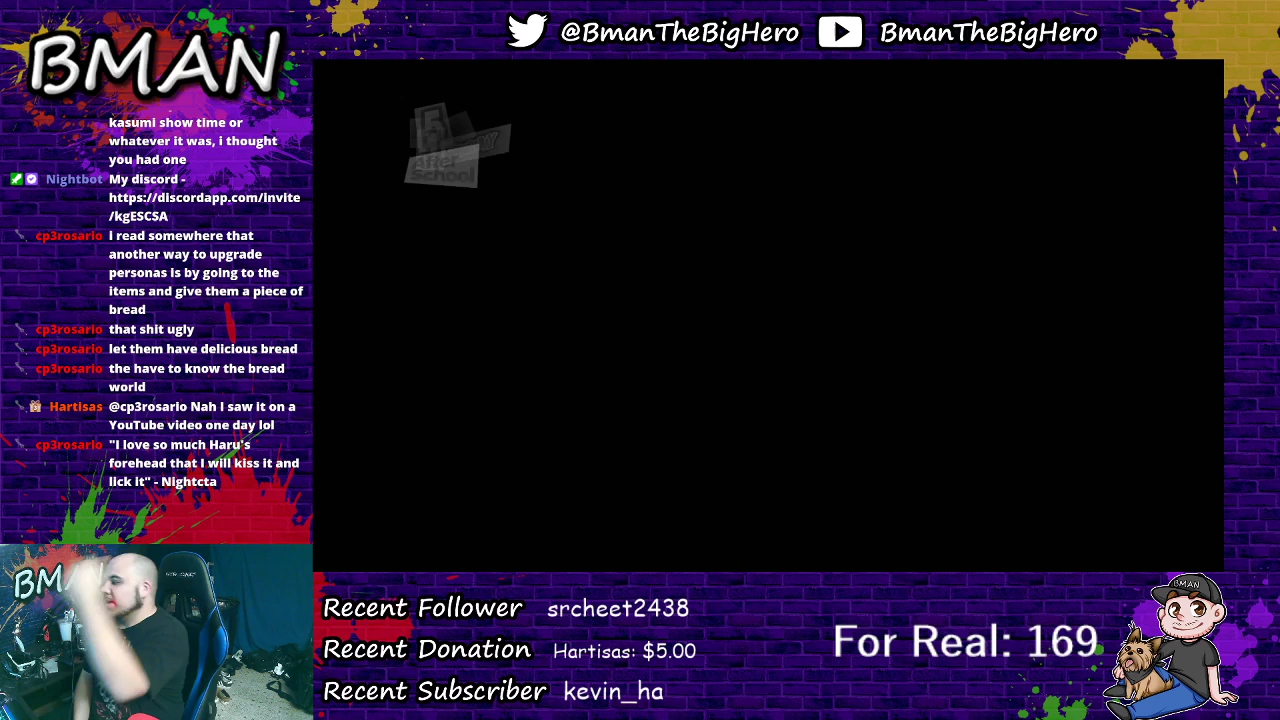 BMAN
@BmanTheBigHero
BmanTheBigHero
kasumi show time or
whatever it was, i thought
you had one
Nightbot My discord -
https://discordapp.com/invite
/kgESCSA
cp3rosario I read somewhere that
another way to upgrade
personas is by going to the
items and give them a piece of
bread
cp3rosario that shit ugly
cp3rosario let them have delicious bread
cp3rosario the have to know the bread
world
Hartisas @cp3rosario Nah I saw it on a
YouTube video one day lol
cp3rosario "I love so much Haru's
forehead that I will kiss it and
lick it" - Nightcta
After
School
Recent Follower srcheet2438
Recent Donation Hartisas: $5.00
Recent Subscriber kevin_ha
For Real: 169
BMAN